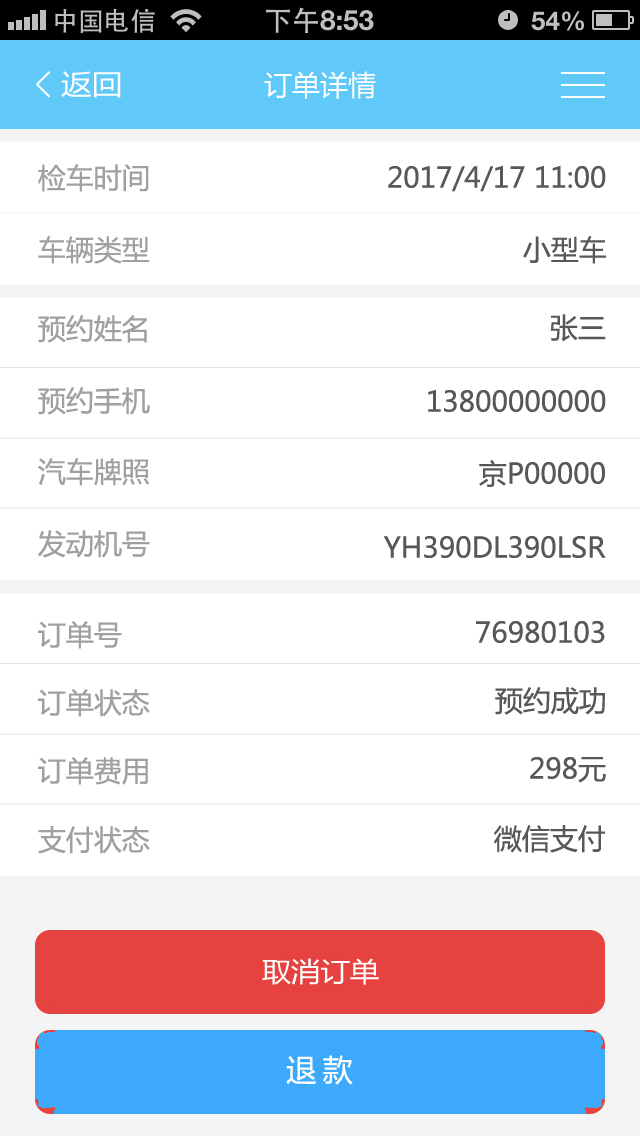 中国电信 下午8:53 54%
返回 订单详情
检车时间 2017/4/17 11:00
车辆类型 小型车
预约姓名 张三
预约手机 13800000000
汽车牌照 京P00000
发动机号 YH390DL390LSR
订单号 76980103
订单状态 预约成功
订单费用 298元
支付状态 微信支付
取消订单
退款